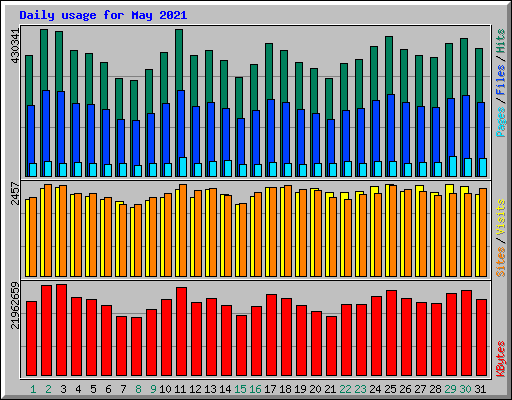 Daily usage for May 2021
430341
Pages / Files / Hits
2457
Sites / Visits
21962659
KBytes
1 2 3 4 5 6 7 8 9 10 11 12 13 14 15 16 17 18 19 20 21 22 23 24 25 26 27 28 29 30 31